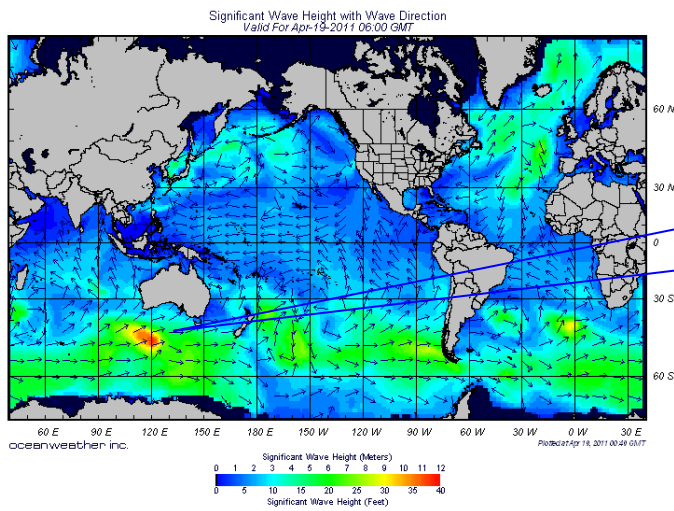 Significant Wave Height with Wave Direction
Valid For Apr-19-2011 06:00 GMT
60 N
30 N
0
30 S
60 S
60 E 90 E 120 E 150 E 180 E 150 W 120 W 90 W 60 W 30 W 0 W 30 E
oceanweather inc.
Plotted at Apr 19, 2011 00:49 GMT
Significant Wave Height (Meters)
0 1 2 3 4 5 6 7 8 9 10 11 12
0 5 10 15 20 25 30 35 40
Significant Wave Height (Feet)